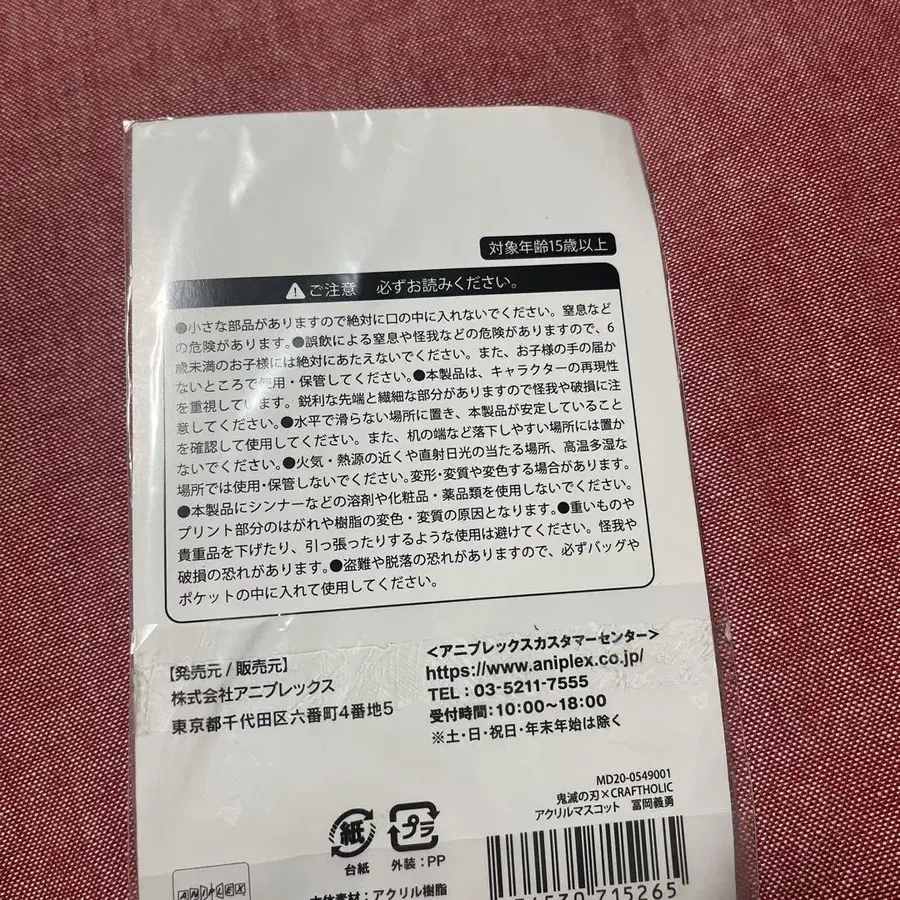 対象年齢15歳以上
ご注意 必ずお読みください。
●小さな部品がありますので絶対に口の中に入れないでください。窒息など
の危険があります。●誤飲による窒息や怪我などの危険がありますので、6
歳未満のお子様には絶対にあたえないでください。また、お子様の手の届か
ないところで使用・保管してください。●本製品は、キャラクターの再現性
を重視しています。鋭利な先端と繊細な部分がありますので怪我や破損に注
意してください。●水平で滑らない場所に置き、本製品が安定していること
を確認して使用してください。また、机の端など落下しやすい場所には置か
ないでください。●火気・熱源の近くや直射日光の当たる場所、高温多湿な
場所では使用・保管しないでください。変形・変質や変色する場合があります。
●本製品にシンナーなどの溶剤や化粧品・薬品類を使用しないでください。
プリント部分のはがれや樹脂の変色・変質の原因となります。●重いものや
貴重品を下げたり、引っ張ったりするような使用は避けてください。怪我や
破損の恐れがあります。●盗難や脱落の恐れがありますので、必ずバッグや
ポケットの中に入れて使用してください。
【発売元 / 販売元】
株式会社アニプレックス
東京都千代田区六番町4番地5
<アニプレックスカスタマーセンター>
https://www.aniplex.co.jp/
TEL : 03-5211-7555
受付時間:10:00〜18:00
※土・日・祝日・年末年始は除く
MD20-0549001
鬼滅の刃×CRAFTHOLIC
アクリルマスコット 冨岡義勇
紙
台紙
プラ
外装:PP
ANIPLEX
本体素材:アクリル樹脂
715265